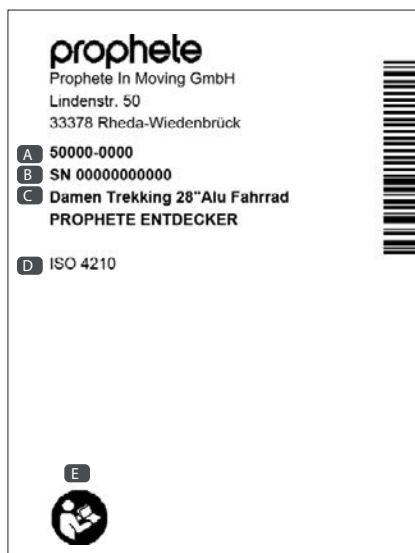 prophete
Prophete In Moving GmbH
Lindenstr. 50
33378 Rheda-Wiedenbrück
A 50000-0000
B SN 00000000000
C Damen Trekking 28"Alu Fahrrad
PROPHETE ENTDECKER
D ISO 4210
E